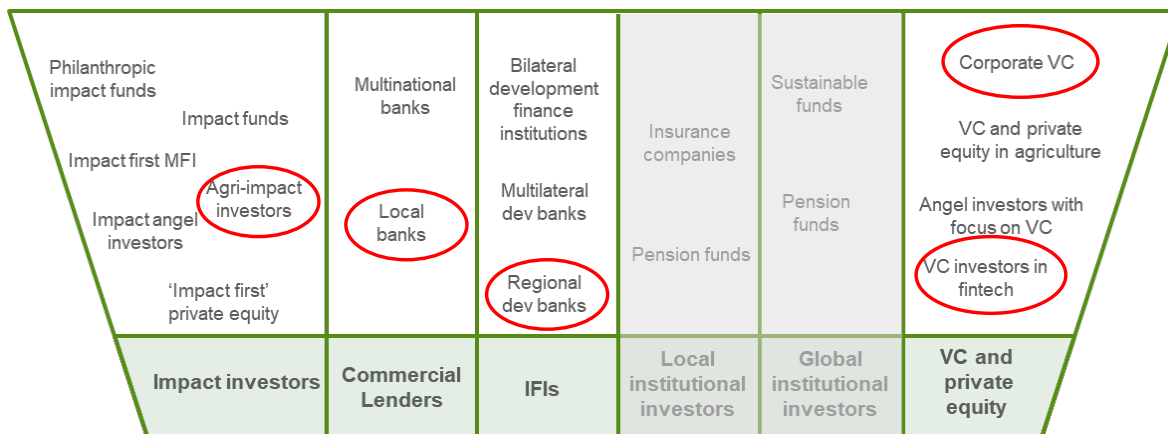 Philanthropic
impact funds
Impact funds
Impact first MFI
Agri-impact
investors
Impact angel
investors
‘Impact first’
private equity
Impact investors
Multinational
banks
Local
banks
Commercial
Lenders
Bilateral
development
finance
institutions
Multilateral
dev banks
Regional
dev banks
IFIs
Insurance
companies
Pension funds
Local
institutional
investors
Sustainable
funds
Pension
funds
Global
institutional
investors
Corporate VC
VC and private
equity in agriculture
Angel investors with
focus on VC
VC investors in
fintech
VC and
private
equity